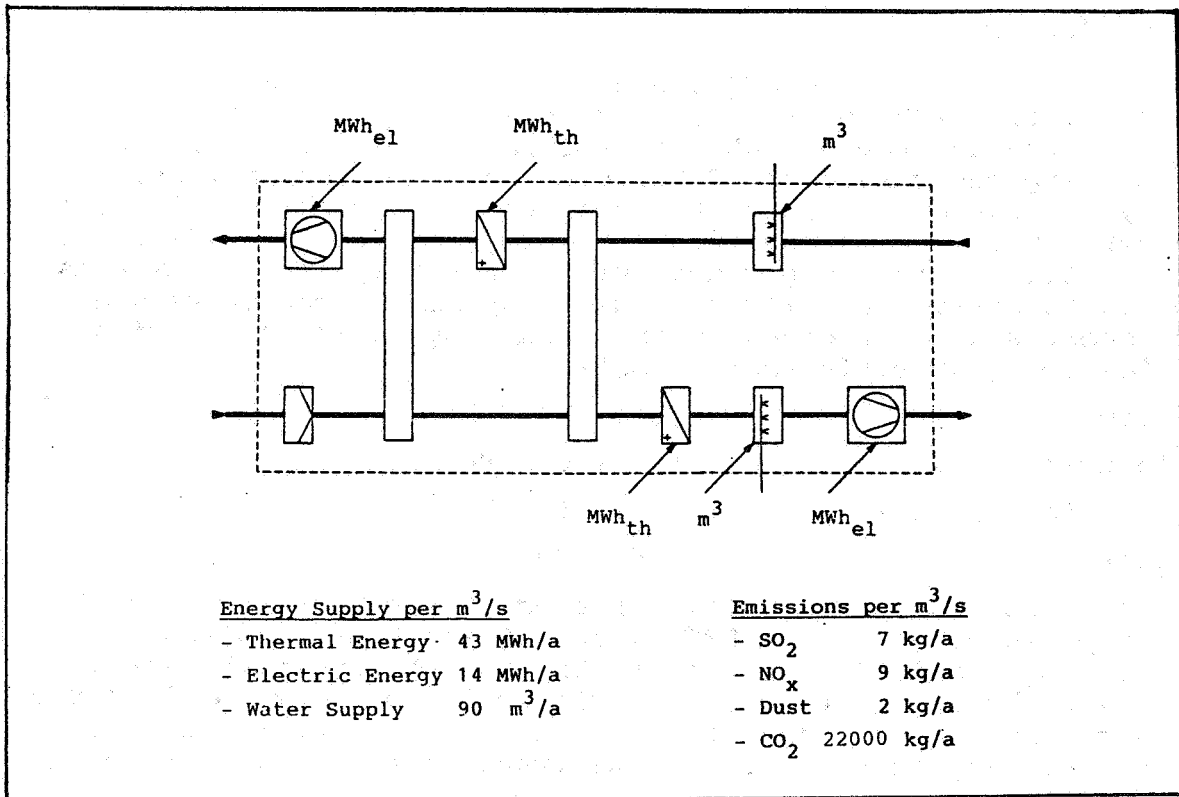 MWh_el MWh_th m³
+
+
MWh_th m³ MWh_el
Energy Supply per m³/s
- Thermal Energy 43 MWh/a
- Electric Energy 14 MWh/a
- Water Supply 90 m³/a
Emissions per m³/s
- SO₂ 7 kg/a
- NOₓ 9 kg/a
- Dust 2 kg/a
- CO₂ 22000 kg/a